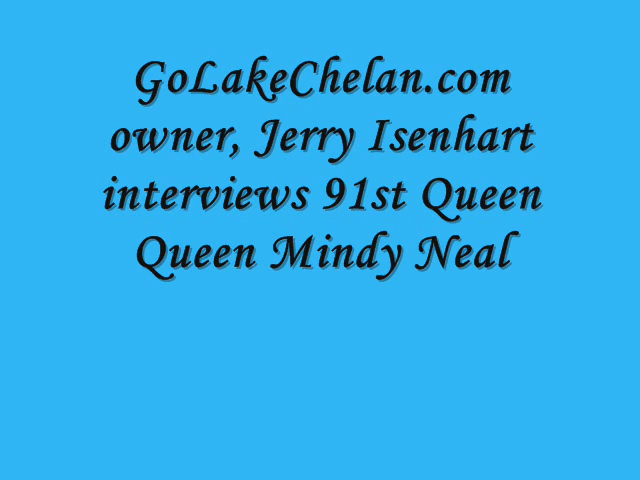 GoLakeChelan.com
owner, Jerry Isenhart
interviews 91st Queen
Queen Mindy Neal